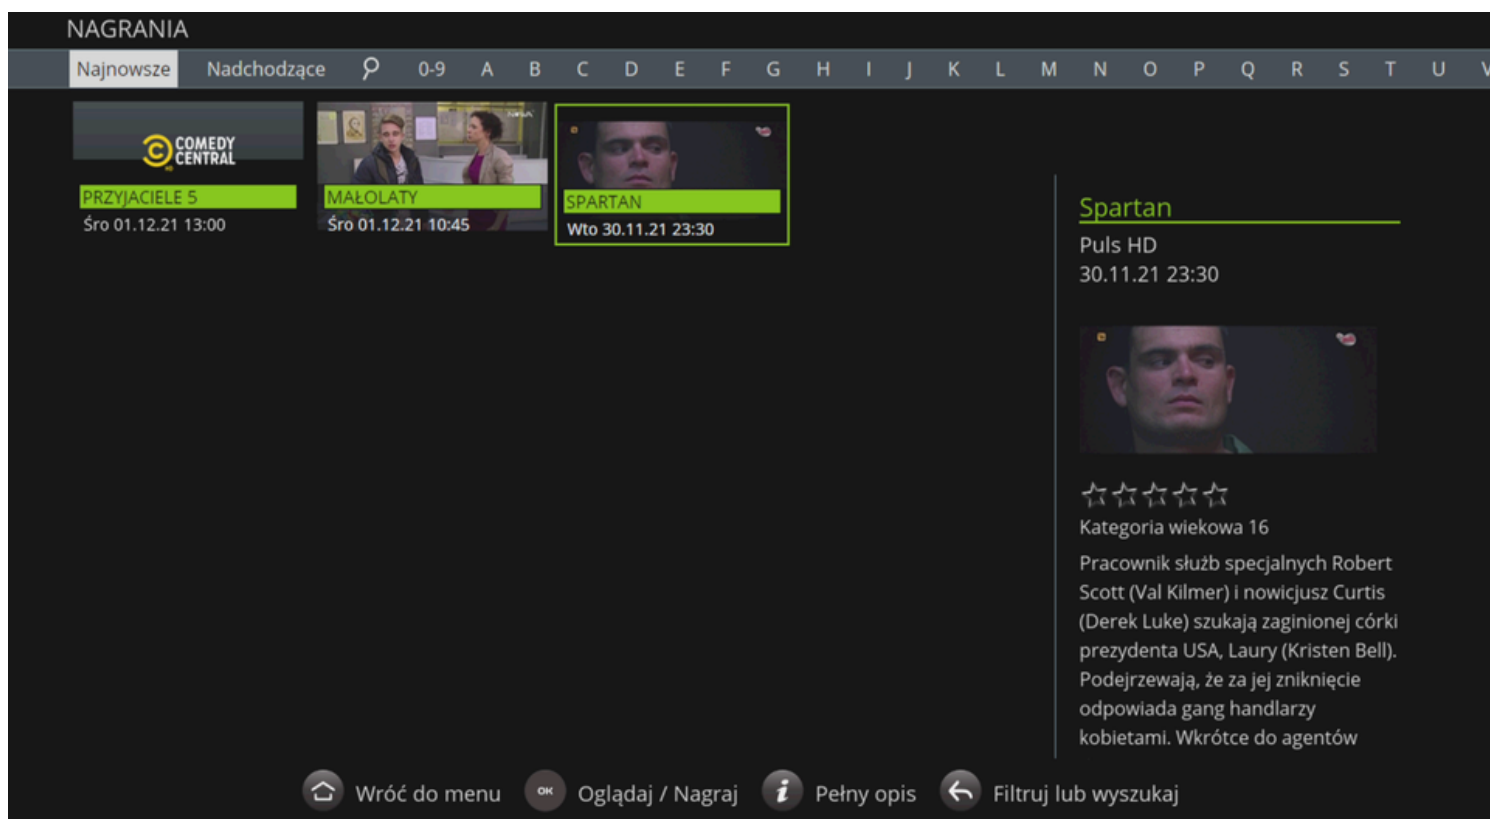 NAGRANIA
Najnowsze Nadchodzące 0-9 A B C D E F G H I J K L M N O P Q R S T U V
COMEDY
CENTRAL
HD
PRZYJACIELE 5
Śro 01.12.21 13:00
MAŁOLATY
Śro 01.12.21 10:45
SPARTAN
Wto 30.11.21 23:30
Spartan
Puls HD
30.11.21 23:30
Kategoria wiekowa 16
Pracownik służb specjalnych Robert
Scott (Val Kilmer) i nowicjusz Curtis
(Derek Luke) szukają zaginionej córki
prezydenta USA, Laury (Kristen Bell).
Podejrzewają, że za jej zniknięcie
odpowiada gang handlarzy
kobietami. Wkrótce do agentów
Wróć do menu OK Oglądaj / Nagraj i Pełny opis Filtruj lub wyszukaj